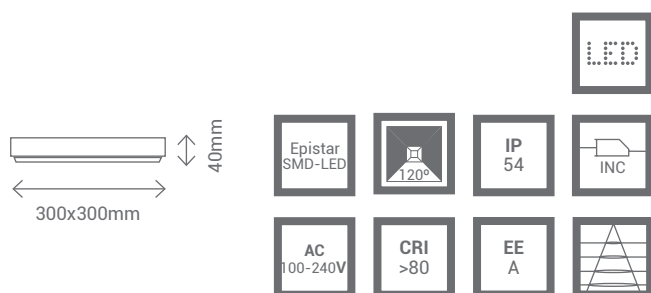 LED
40mm
300x300mm
Epistar
SMD-LED
120º
IP
54
INC
AC
100-240V
CRI
>80
EE
A